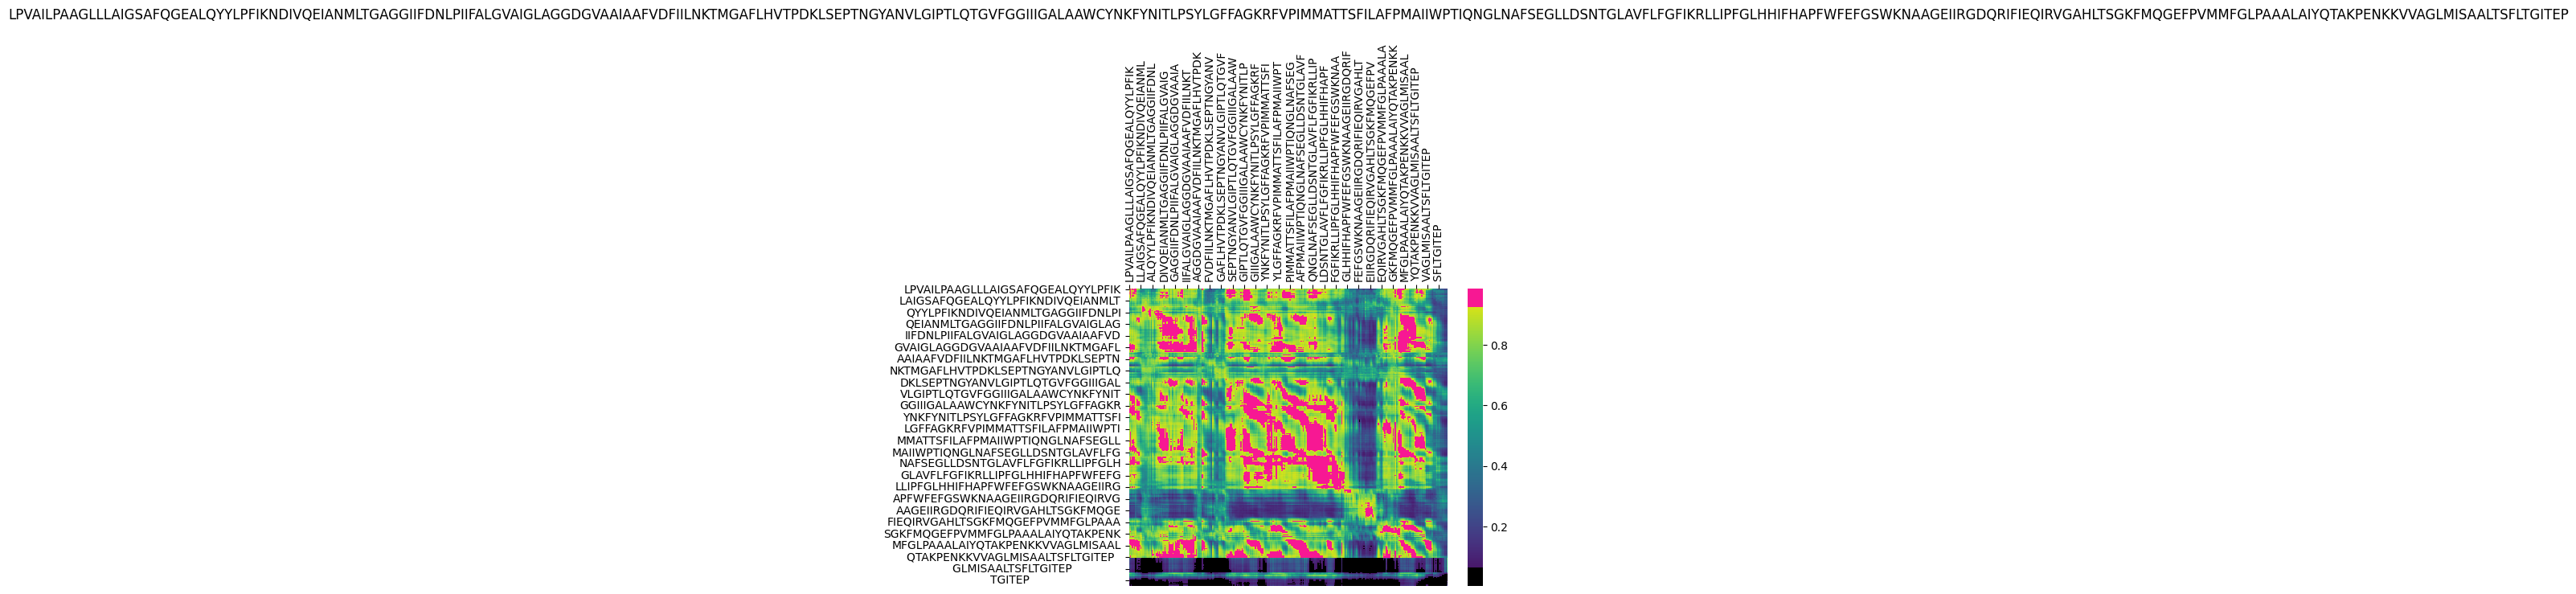 LPVAILPAAGLLLAIGSAFQGEALQYYLPFIKNDIVQEIANMLTGAGGIIFDNLPIIFALGVAIGLAGGDGVAAIAAFVDFIILNKTMGAFLHVTPDKLSEPTNGYANVLGIPTLQTGVFGGIIIGALAAWCYNKFYNITLPSYLGFFAGKRFVPIMMATTSFILAFPMAIIWPTIQNGLNAFSEGLLDSNTGLAVFLFGFIKRLLIPFGLHHIFHAPFWFEFGSWKNAAGEIIRGDQRIFIEQIRVGAHLTSGKFMQGEFPVMMFGLPAAALAIYQTAKPENKKVVAGLMISAALTSFLTGITEP
LPVAILPAAGLLLAIGSAFQGEALQYYLPFIK
LLAIGSAFQGEALQYYLPFIKNDIVQEIANML
ALQYYLPFIKNDIVQEIANMLTGAGGIIFDNL
DIVQEIANMLTGAGGIIFDNLPIIFALGVAIG
GAGGIIFDNLPIIFALGVAIGLAGGDGVAAIA
IIFALGVAIGLAGGDGVAAIAAFVDFIILNKT
AGGDGVAAIAAFVDFIILNKTMGAFLHVTPDK
FVDFIILNKTMGAFLHVTPDKLSEPTNGYANV
GAFLHVTPDKLSEPTNGYANVLGIPTLQTGVF
SEPTNGYANVLGIPTLQTGVFGGIIIGALAAW
GIPTLQTGVFGGIIIGALAAWCYNKFYNITLP
GIIIGALAAWCYNKFYNITLPSYLGFFAGKRF
YNKFYNITLPSYLGFFAGKRFVPIMMATTSFI
YLGFFAGKRFVPIMMATTSFILAFPMAIIWPT
PIMMATTSFILAFPMAIIWPTIQNGLNAFSEG
AFPMAIIWPTIQNGLNAFSEGLLDSNTGLAVF
QNGLNAFSEGLLDSNTGLAVFLFGFIKRLLIP
LDSNTGLAVFLFGFIKRLLIPFGLHHIFHAPF
FGFIKRLLIPFGLHHIFHAPFWFEFGSWKNAA
GLHHIFHAPFWFEFGSWKNAAGEIIRGDQRIF
FEFGSWKNAAGEIIRGDQRIFIEQIRVGAHLT
EIIRGDQRIFIEQIRVGAHLTSGKFMQGEFPV
EQIRVGAHLTSGKFMQGEFPVMMFGLPAAALA
GKFMQGEFPVMMFGLPAAALAIYQTAKPENKK
MFGLPAAALAIYQTAKPENKKVVAGLMISAAL
YQTAKPENKKVVAGLMISAALTSFLTGITEP
VAGLMISAALTSFLTGITEP
SFLTGITEP
LPVAILPAAGLLLAIGSAFQGEALQYYLPFIK
LAIGSAFQGEALQYYLPFIKNDIVQEIANMLT
QYYLPFIKNDIVQEIANMLTGAGGIIFDNLPI
QEIANMLTGAGGIIFDNLPIIFALGVAIGLAG
IIFDNLPIIFALGVAIGLAGGDGVAAIAAFVD
GVAIGLAGGDGVAAIAAFVDFIILNKTMGAFL
AAIAAFVDFIILNKTMGAFLHVTPDKLSEPTN
NKTMGAFLHVTPDKLSEPTNGYANVLGIPTLQ
DKLSEPTNGYANVLGIPTLQTGVFGGIIIGAL
VLGIPTLQTGVFGGIIIGALAAWCYNKFYNIT
GGIIIGALAAWCYNKFYNITLPSYLGFFAGKR
YNKFYNITLPSYLGFFAGKRFVPIMMATTSFI
LGFFAGKRFVPIMMATTSFILAFPMAIIWPTI
MMATTSFILAFPMAIIWPTIQNGLNAFSEGLL
MAIIWPTIQNGLNAFSEGLLDSNTGLAVFLFG
NAFSEGLLDSNTGLAVFLFGFIKRLLIPFGLH
GLAVFLFGFIKRLLIPFGLHHIFHAPFWFEFG
LLIPFGLHHIFHAPFWFEFGSWKNAAGEIIRG
APFWFEFGSWKNAAGEIIRGDQRIFIEQIRVG
AAGEIIRGDQRIFIEQIRVGAHLTSGKFMQGE
FIEQIRVGAHLTSGKFMQGEFPVMMFGLPAAA
SGKFMQGEFPVMMFGLPAAALAIYQTAKPENK
MFGLPAAALAIYQTAKPENKKVVAGLMISAAL
QTAKPENKKVVAGLMISAALTSFLTGITEP
GLMISAALTSFLTGITEP
TGITEP
0.8
0.6
0.4
0.2